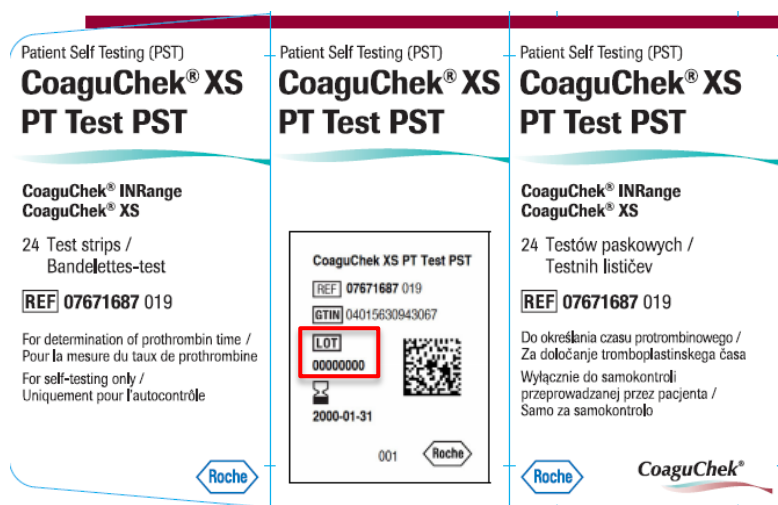 Patient Self Testing (PST)
CoaguChek® XS
PT Test PST
CoaguChek® INRange
CoaguChek® XS
24 Test strips /
Bandelettes-test
REF 07671687 019
For determination of prothrombin time /
Pour la mesure du taux de prothrombine
For self-testing only /
Uniquement pour l'autocontrôle
Roche
Patient Self Testing (PST)
CoaguChek® XS
PT Test PST
CoaguChek XS PT Test PST
REF 07671687 019
GTIN 04015630943067
LOT
00000000
2000-01-31
001
Roche
Patient Self Testing (PST)
CoaguChek® XS
PT Test PST
CoaguChek® INRange
CoaguChek® XS
24 Testów paskowych /
Testnih lističev
REF 07671687 019
Do określania czasu protrombinowego /
Za določanje tromboplastinskega časa
Wyłącznie do samokontroli
przeprowadzanej przez pacjenta /
Samo za samokontrolo
Roche
CoaguChek®